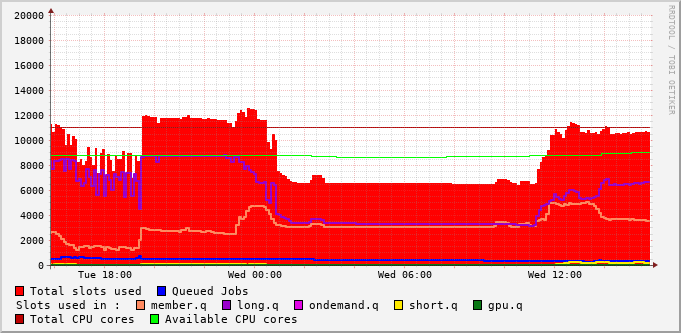 20000
18000
16000
14000
12000
10000
8000
6000
4000
2000
0
Tue 18:00 Wed 00:00 Wed 06:00 Wed 12:00
RRDTOOL / TOBI OETIKER
Total slots used Queued Jobs
Slots used in : member.q long.q ondemand.q short.q gpu.q
Total CPU cores Available CPU cores